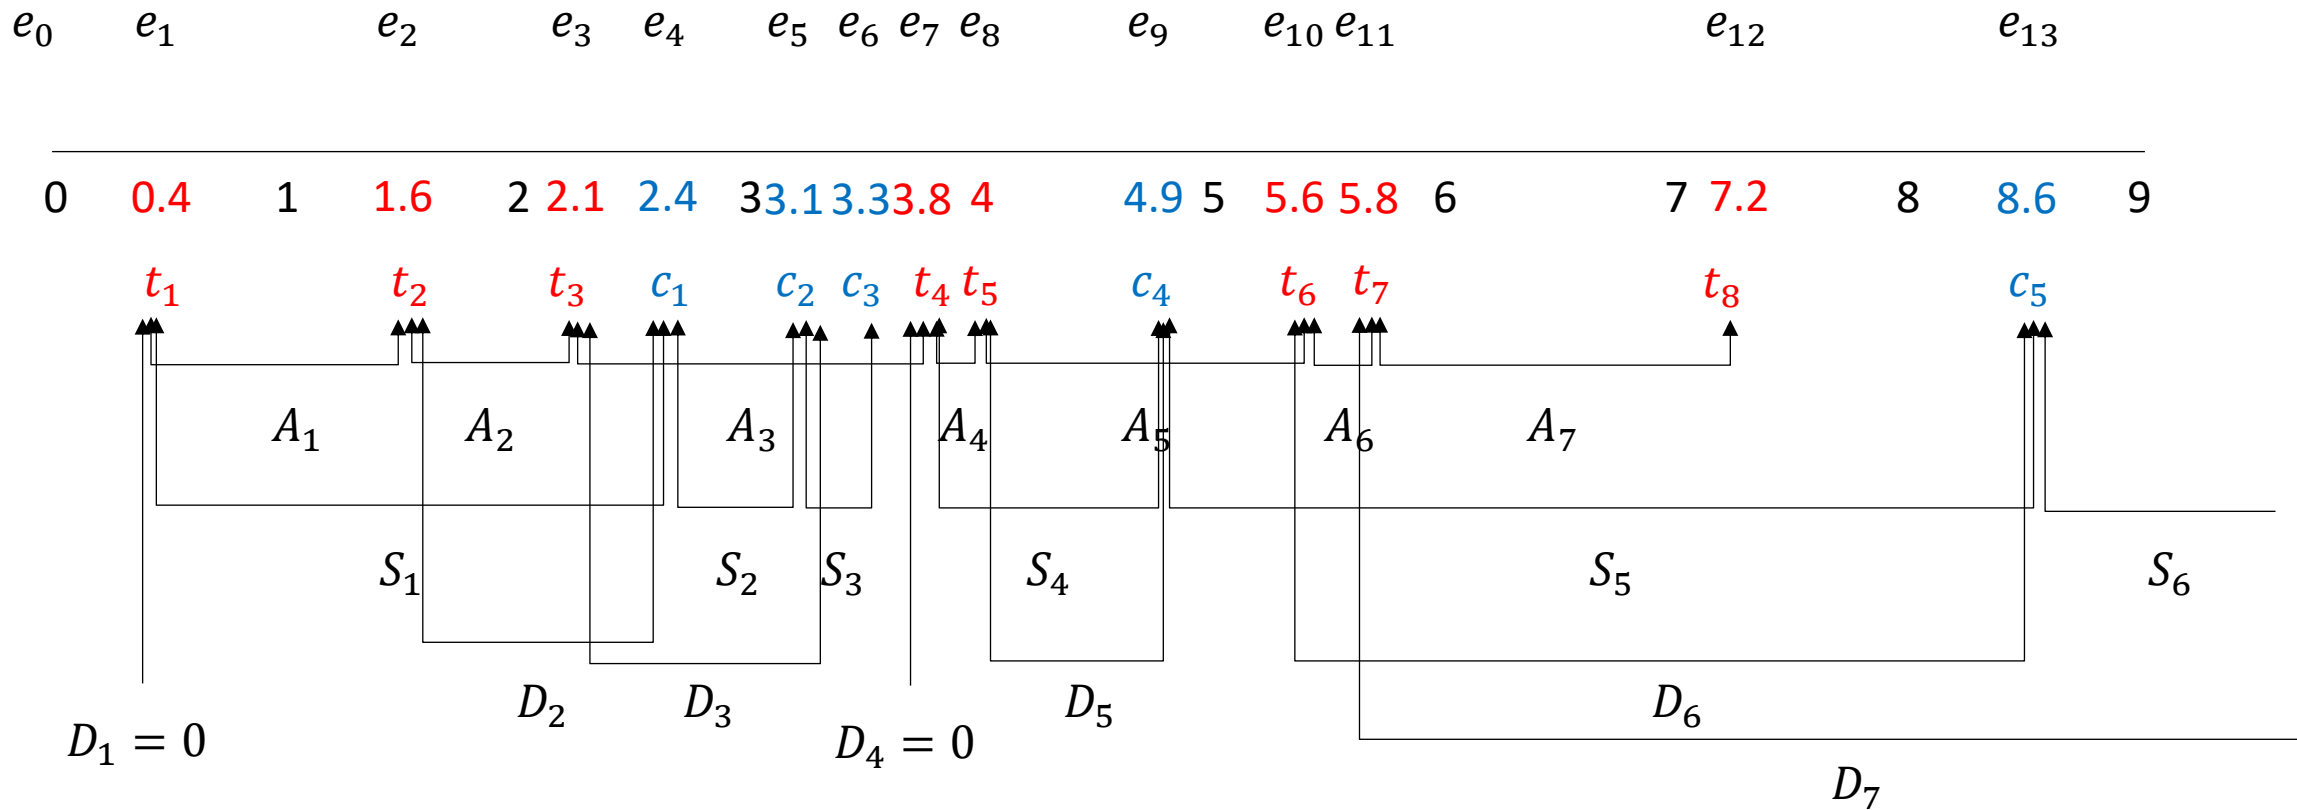 e₀ e₁ e₂ e₃ e₄ e₅ e₆ e₇ e₈ e₉ e₁₀ e₁₁ e₁₂ e₁₃
0 0.4 1 1.6 2 2.1 2.4 3 3.1 3.3 3.8 4 4.9 5 5.6 5.8 6 7 7.2 8 8.6 9
t₁ t₂ t₃ c₁ c₂ c₃ t₄ t₅ c₄ t₆ t₇ t₈ c₅
A₁ A₂ A₃ A₄ A₅ A₆ A₇
S₁ S₂ S₃ S₄ S₅ S₆
D₂ D₃ D₅ D₆
D₁ = 0 D₄ = 0
D₇